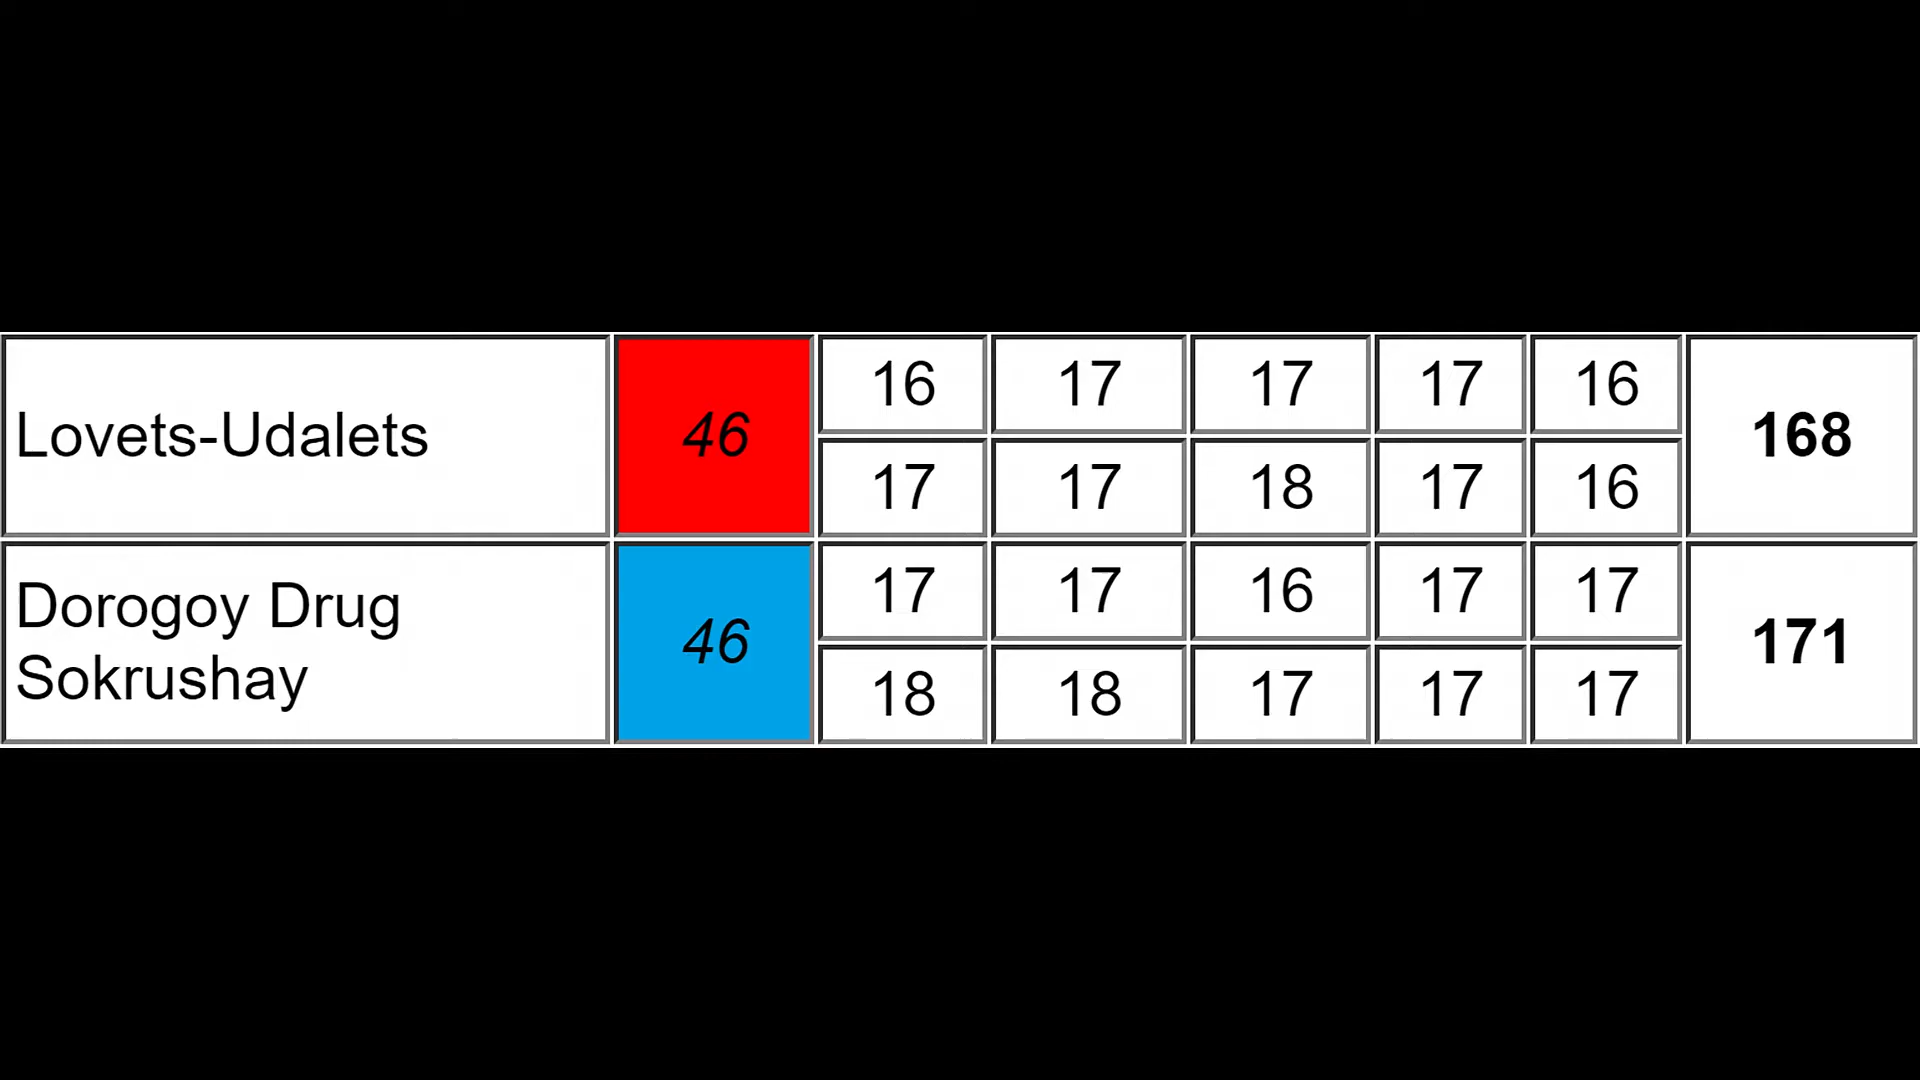 Lovets-Udalets 46 16 17 17 17 16 168
17 17 18 17 16
Dorogoy Drug
Sokrushay 46 17 17 16 17 17 171
18 18 17 17 17